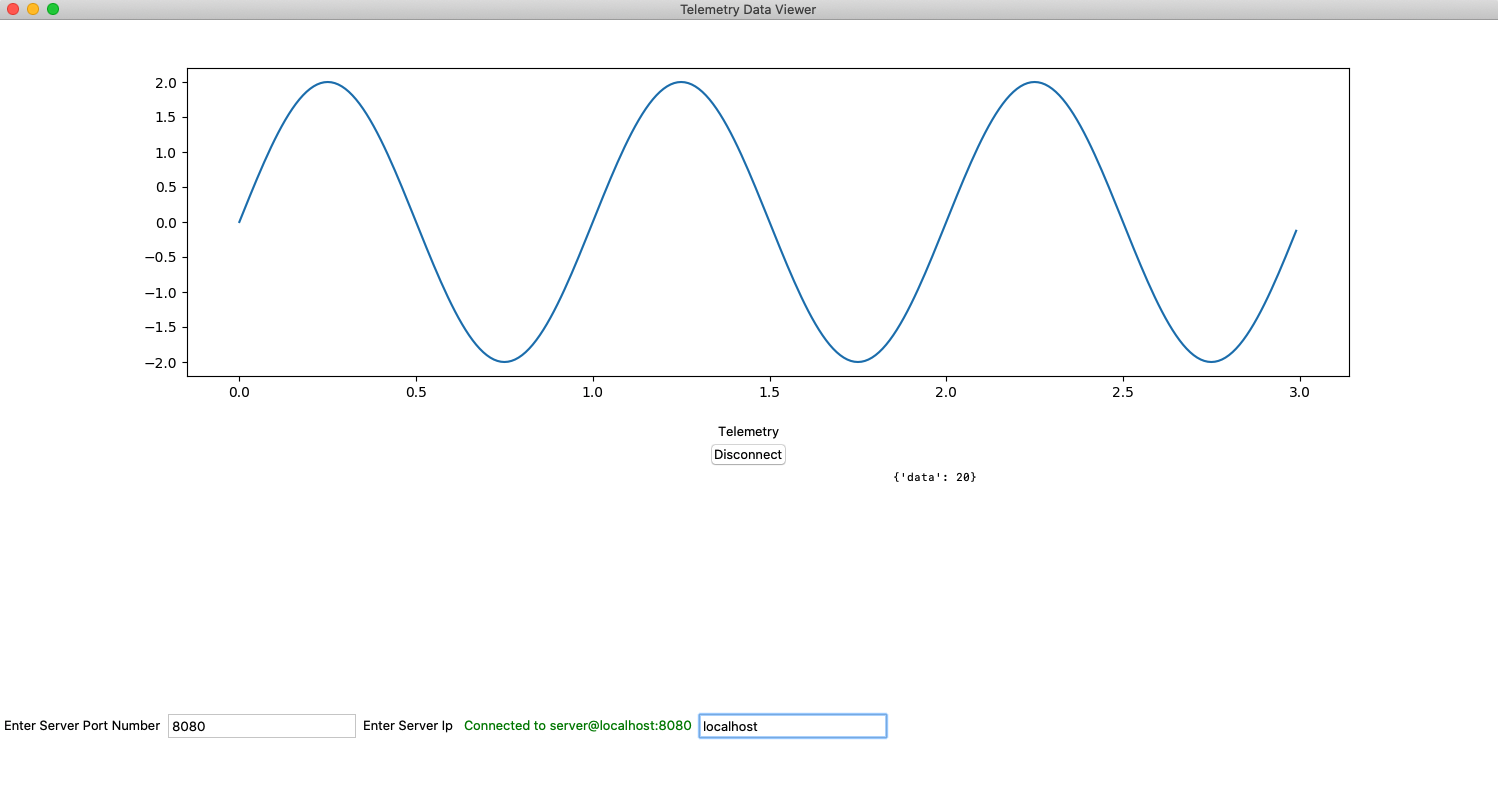 Telemetry Data Viewer
2.0
1.5
1.0
0.5
0.0
−0.5
−1.0
−1.5
−2.0
0.0 0.5 1.0 1.5 2.0 2.5 3.0
Telemetry
Disconnect
{'data': 20}
Enter Server Port Number 8080 Enter Server Ip Connected to server@localhost:8080 localhost